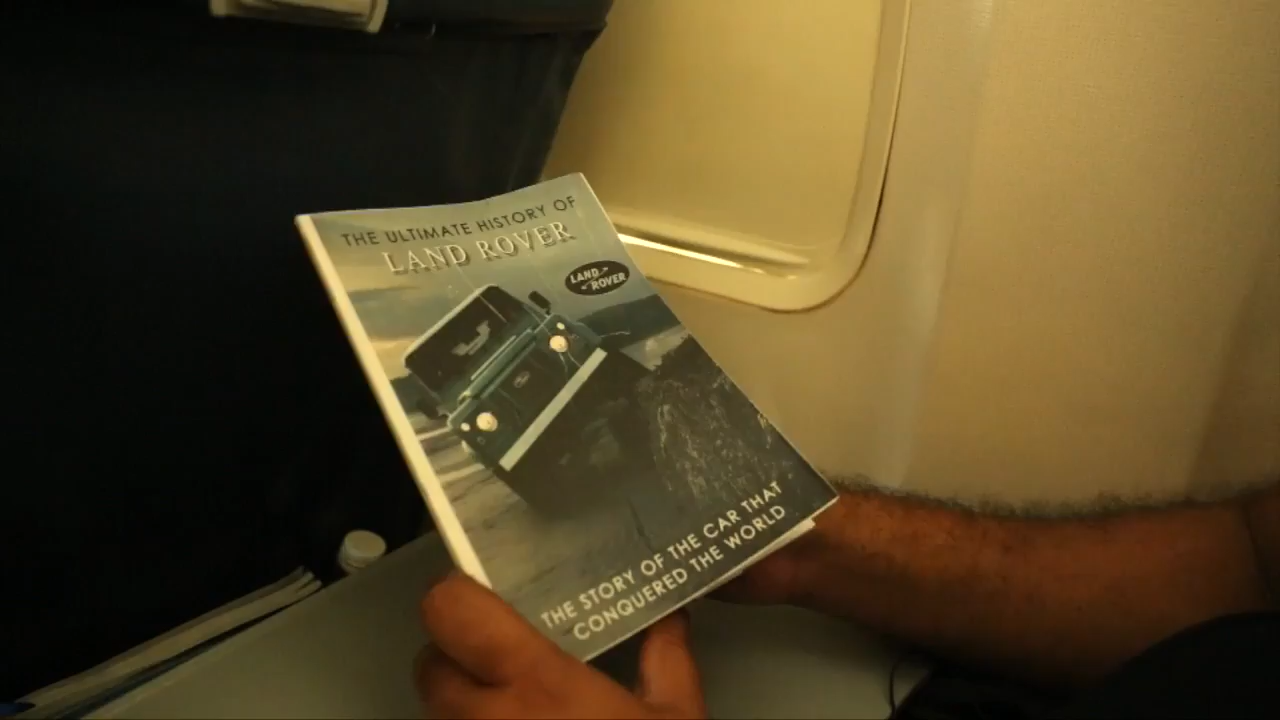 THE ULTIMATE HISTORY OF
LAND ROVER
LAND
ROVER
THE STORY OF THE CAR THAT
CONQUERED THE WORLD